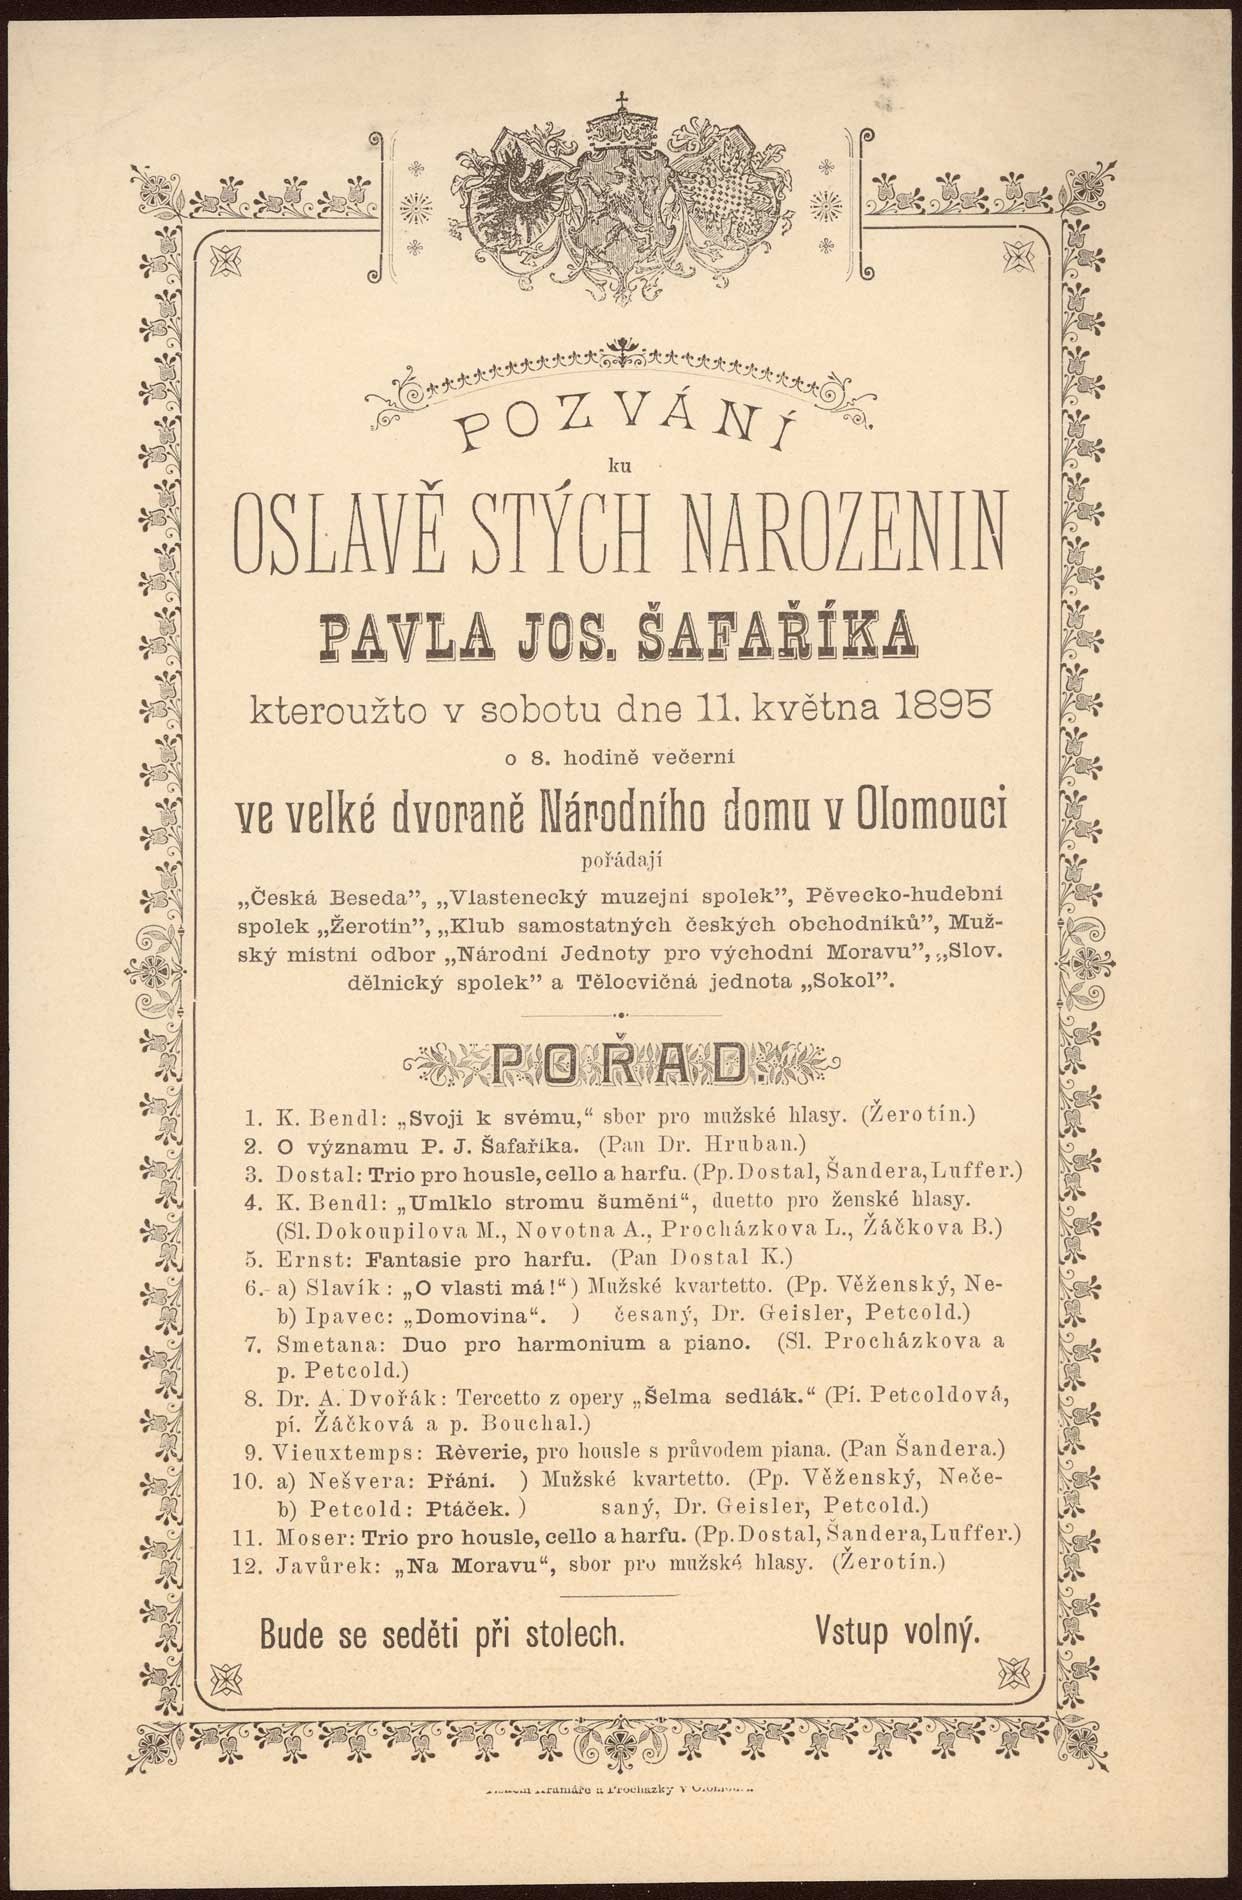 POZVÁNÍ
ku
OSLAVĚ STÝCH NAROZENIN
PAVLA JOS. ŠAFAŘÍKA
kteroužto v sobotu dne 11. května 1895
o 8. hodině večerní
ve velké dvoraně Národního domu v Olomouci
pořádají
„Česká Beseda”, „Vlastenecký muzejní spolek”, Pěvecko-hudební
spolek „Žerotín”, „Klub samostatných českých obchodníků”, Muž-
ský místní odbor „Národní Jednoty pro východní Moravu”, „Slov.
dělnický spolek” a Tělocvičná jednota „Sokol”.
POŘAD.
1. K. Bendl: „Svoji k svému,“ sbor pro mužské hlasy. (Žerotín.)
2. O významu P. J. Šafaříka. (Pan Dr. Hruban.)
3. Dostal: Trio pro housle, cello a harfu. (Pp. Dostal, Šandera, Luffer.)
4. K. Bendl: „Umlklo stromu šumění“, duetto pro ženské hlasy.
(Sl. Dokoupilova M., Novotna A., Procházkova L., Žáčkova B.)
5. Ernst: Fantasie pro harfu. (Pan Dostal K.)
6. a) Slavík: „O vlasti má!“) Mužské kvartetto. (Pp. Věženský, Ne-
b) Ipavec: „Domovina“. ) česaný, Dr. Geisler, Petcold.)
7. Smetana: Duo pro harmonium a piano. (Sl. Procházkova a
p. Petcold.)
8. Dr. A. Dvořák: Tercetto z opery „Šelma sedlák.“ (Pí. Petcoldová,
pí. Žáčková a p. Bouchal.)
9. Vieuxtemps: Rèverie, pro housle s průvodem piana. (Pan Šandera.)
10. a) Nešvera: Přání. ) Mužské kvartetto. (Pp. Věženský, Neče-
b) Petcold: Ptáček. ) saný, Dr. Geisler, Petcold.)
11. Moser: Trio pro housle, cello a harfu. (Pp. Dostal, Šandera, Luffer.)
12. Javůrek: „Na Moravu“, sbor pro mužské hlasy. (Žerotín.)
Bude se seděti při stolech. Vstup volný.
Kramáře a Procházky v Olomouci